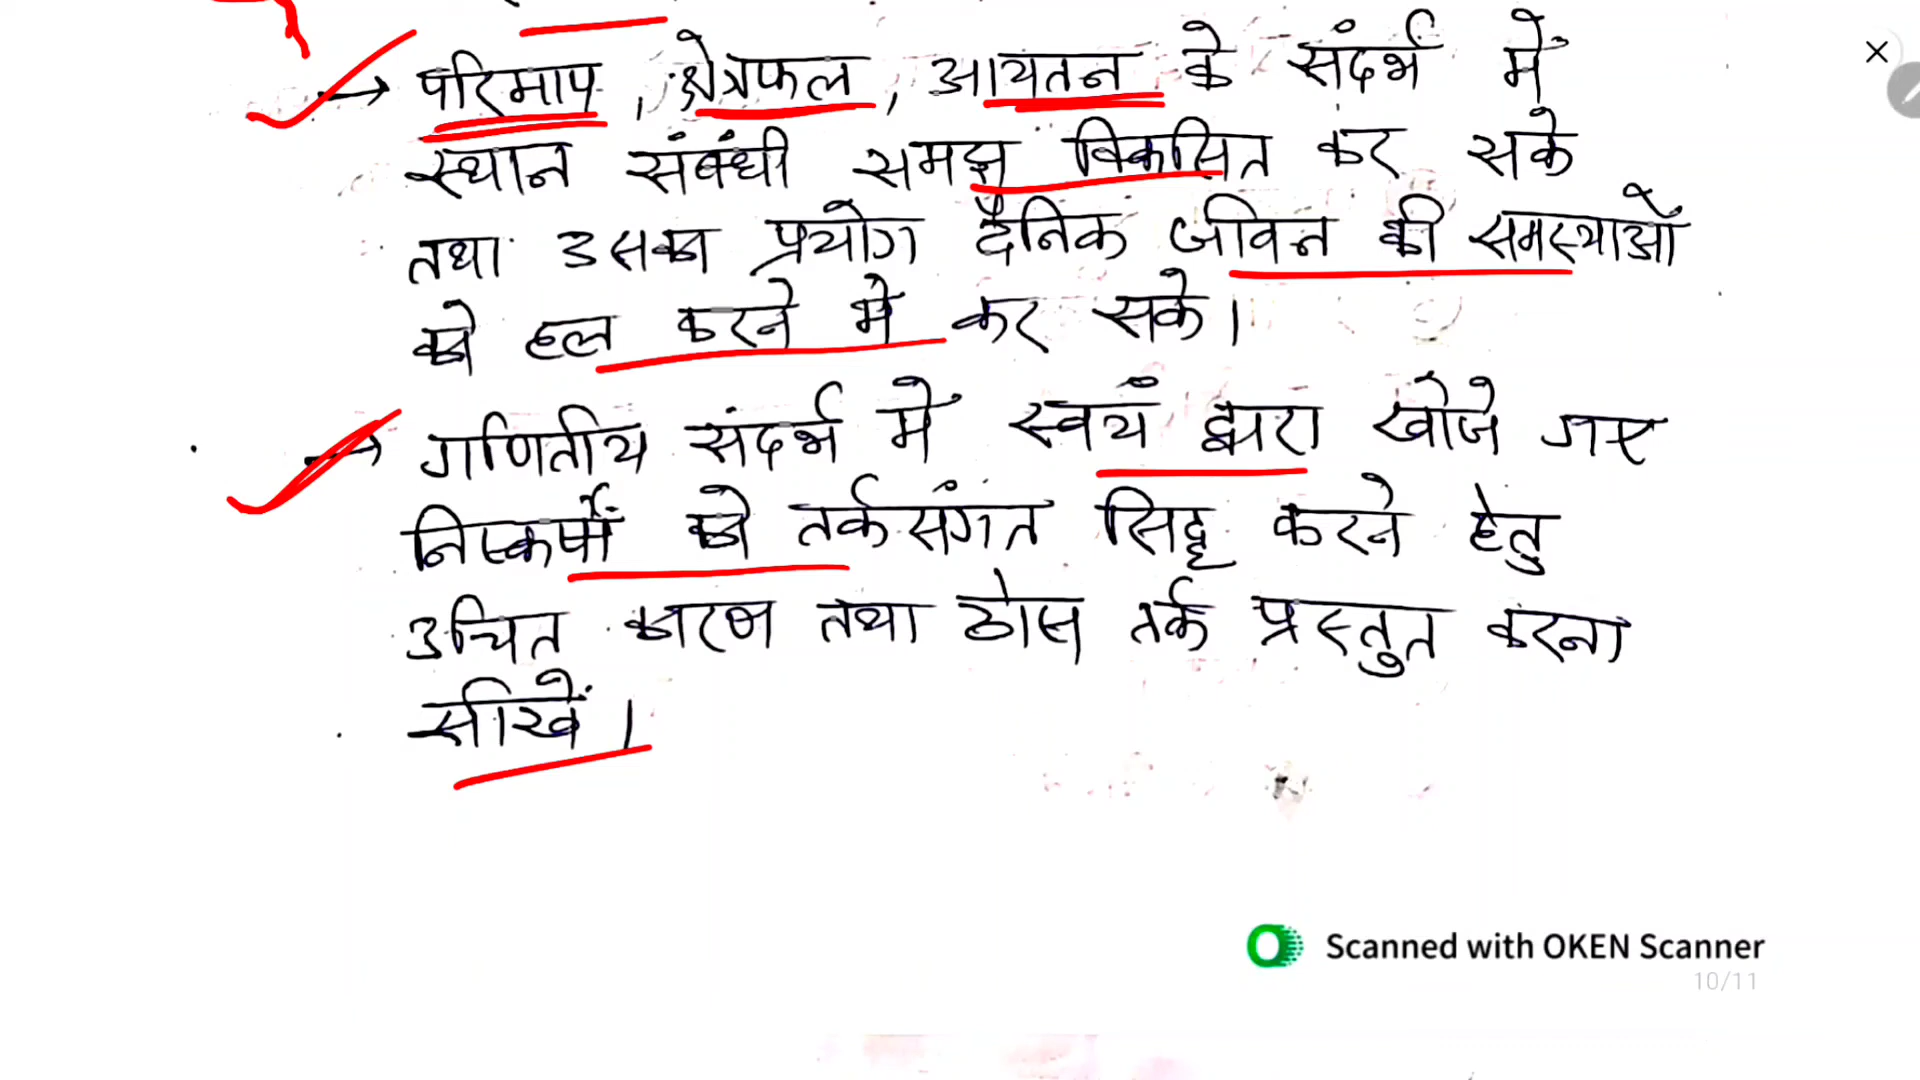 → परिमाप, क्षेत्रफल, आयतन के संदर्भ में
स्थान संबंधी समझ विकसित कर सके
तथा उसका प्रयोग दैनिक जीवन की समस्याओं
को हल करने में कर सके।
→ गणितीय संदर्भ में स्वयं द्वारा खोजे गए
निष्कर्षों को तर्कसंगत सिद्ध करने हेतु
उचित कारण तथा ठोस तर्क प्रस्तुत करना
सीखें।
Scanned with OKEN Scanner
10/11